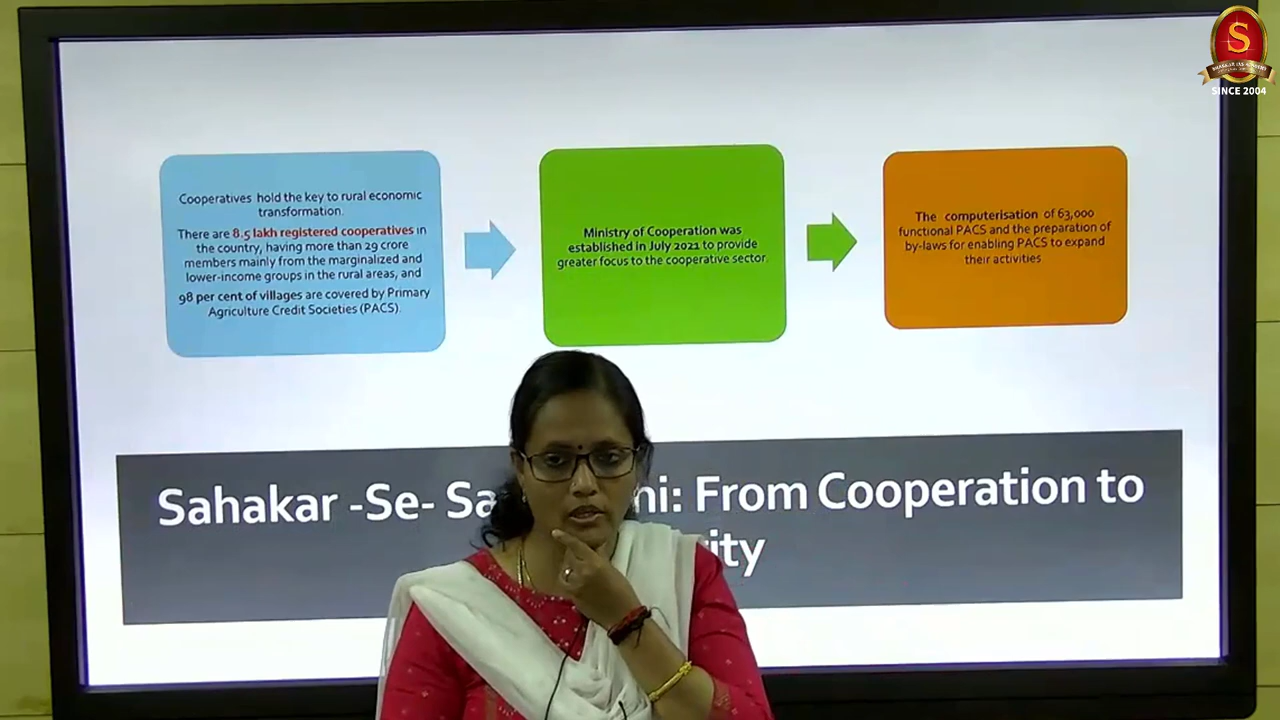 S
SHANKAR IAS ACADEMY
SINCE 2004
Cooperatives hold the key to rural economic
transformation.
There are 8.5 lakh registered cooperatives in
the country, having more than 29 crore
members mainly from the marginalized and
lower-income groups in the rural areas, and
98 per cent of villages are covered by Primary
Agriculture Credit Societies (PACS).
Ministry of Cooperation was
established in July 2021 to provide
greater focus to the cooperative sector.
The computerisation of 63,000
functional PACS and the preparation of
by-laws for enabling PACS to expand
their activities
Sahakar -Se- Sa ni: From Cooperation to
ity